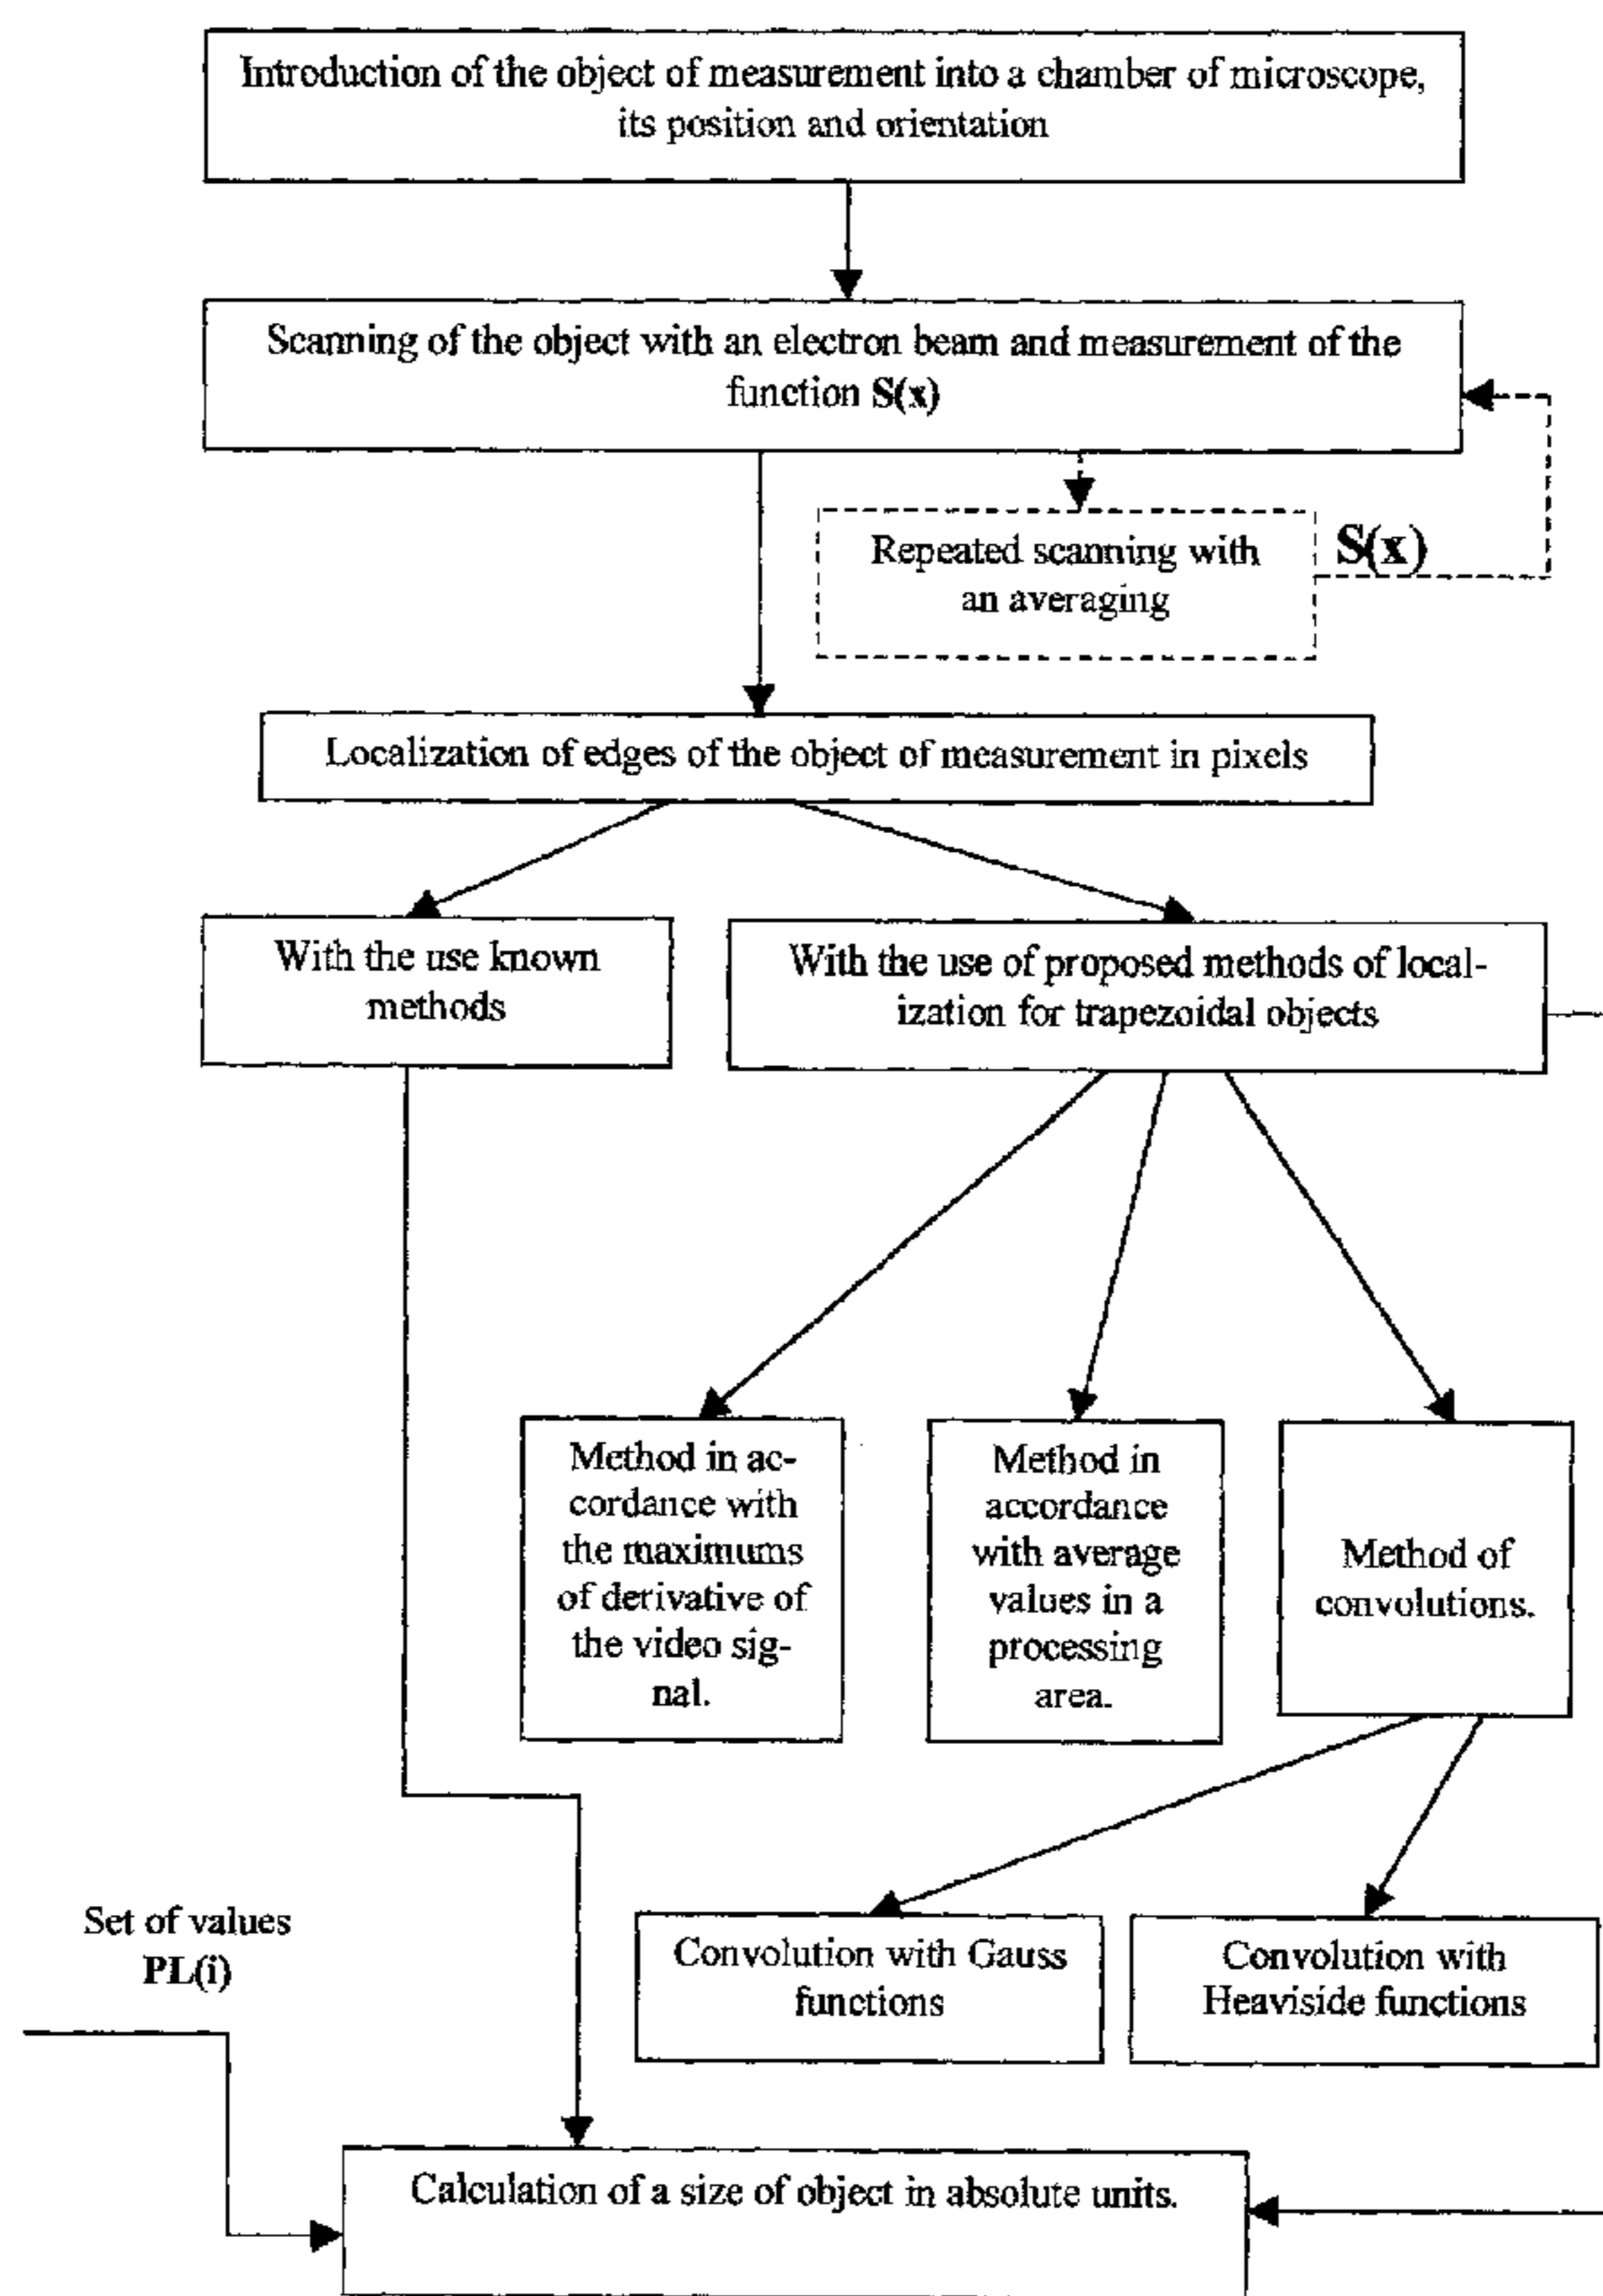 Introduction of the object of measurement into a chamber of microscope,
its position and orientation
Scanning of the object with an electron beam and measurement of the
function S(x)
Repeated scanning with
an averaging
S(x)
Localization of edges of the object of measurement in pixels
With the use known
methods
With the use of proposed methods of local-
ization for trapezoidal objects
Method in ac-
cordance with
the maximums
of derivative of
the video sig-
nal.
Method in
accordance
with average
values in a
processing
area.
Method of
convolutions.
Set of values
PL(i)
Convolution with Gauss
functions
Convolution with
Heaviside functions
Calculation of a size of object in absolute units.